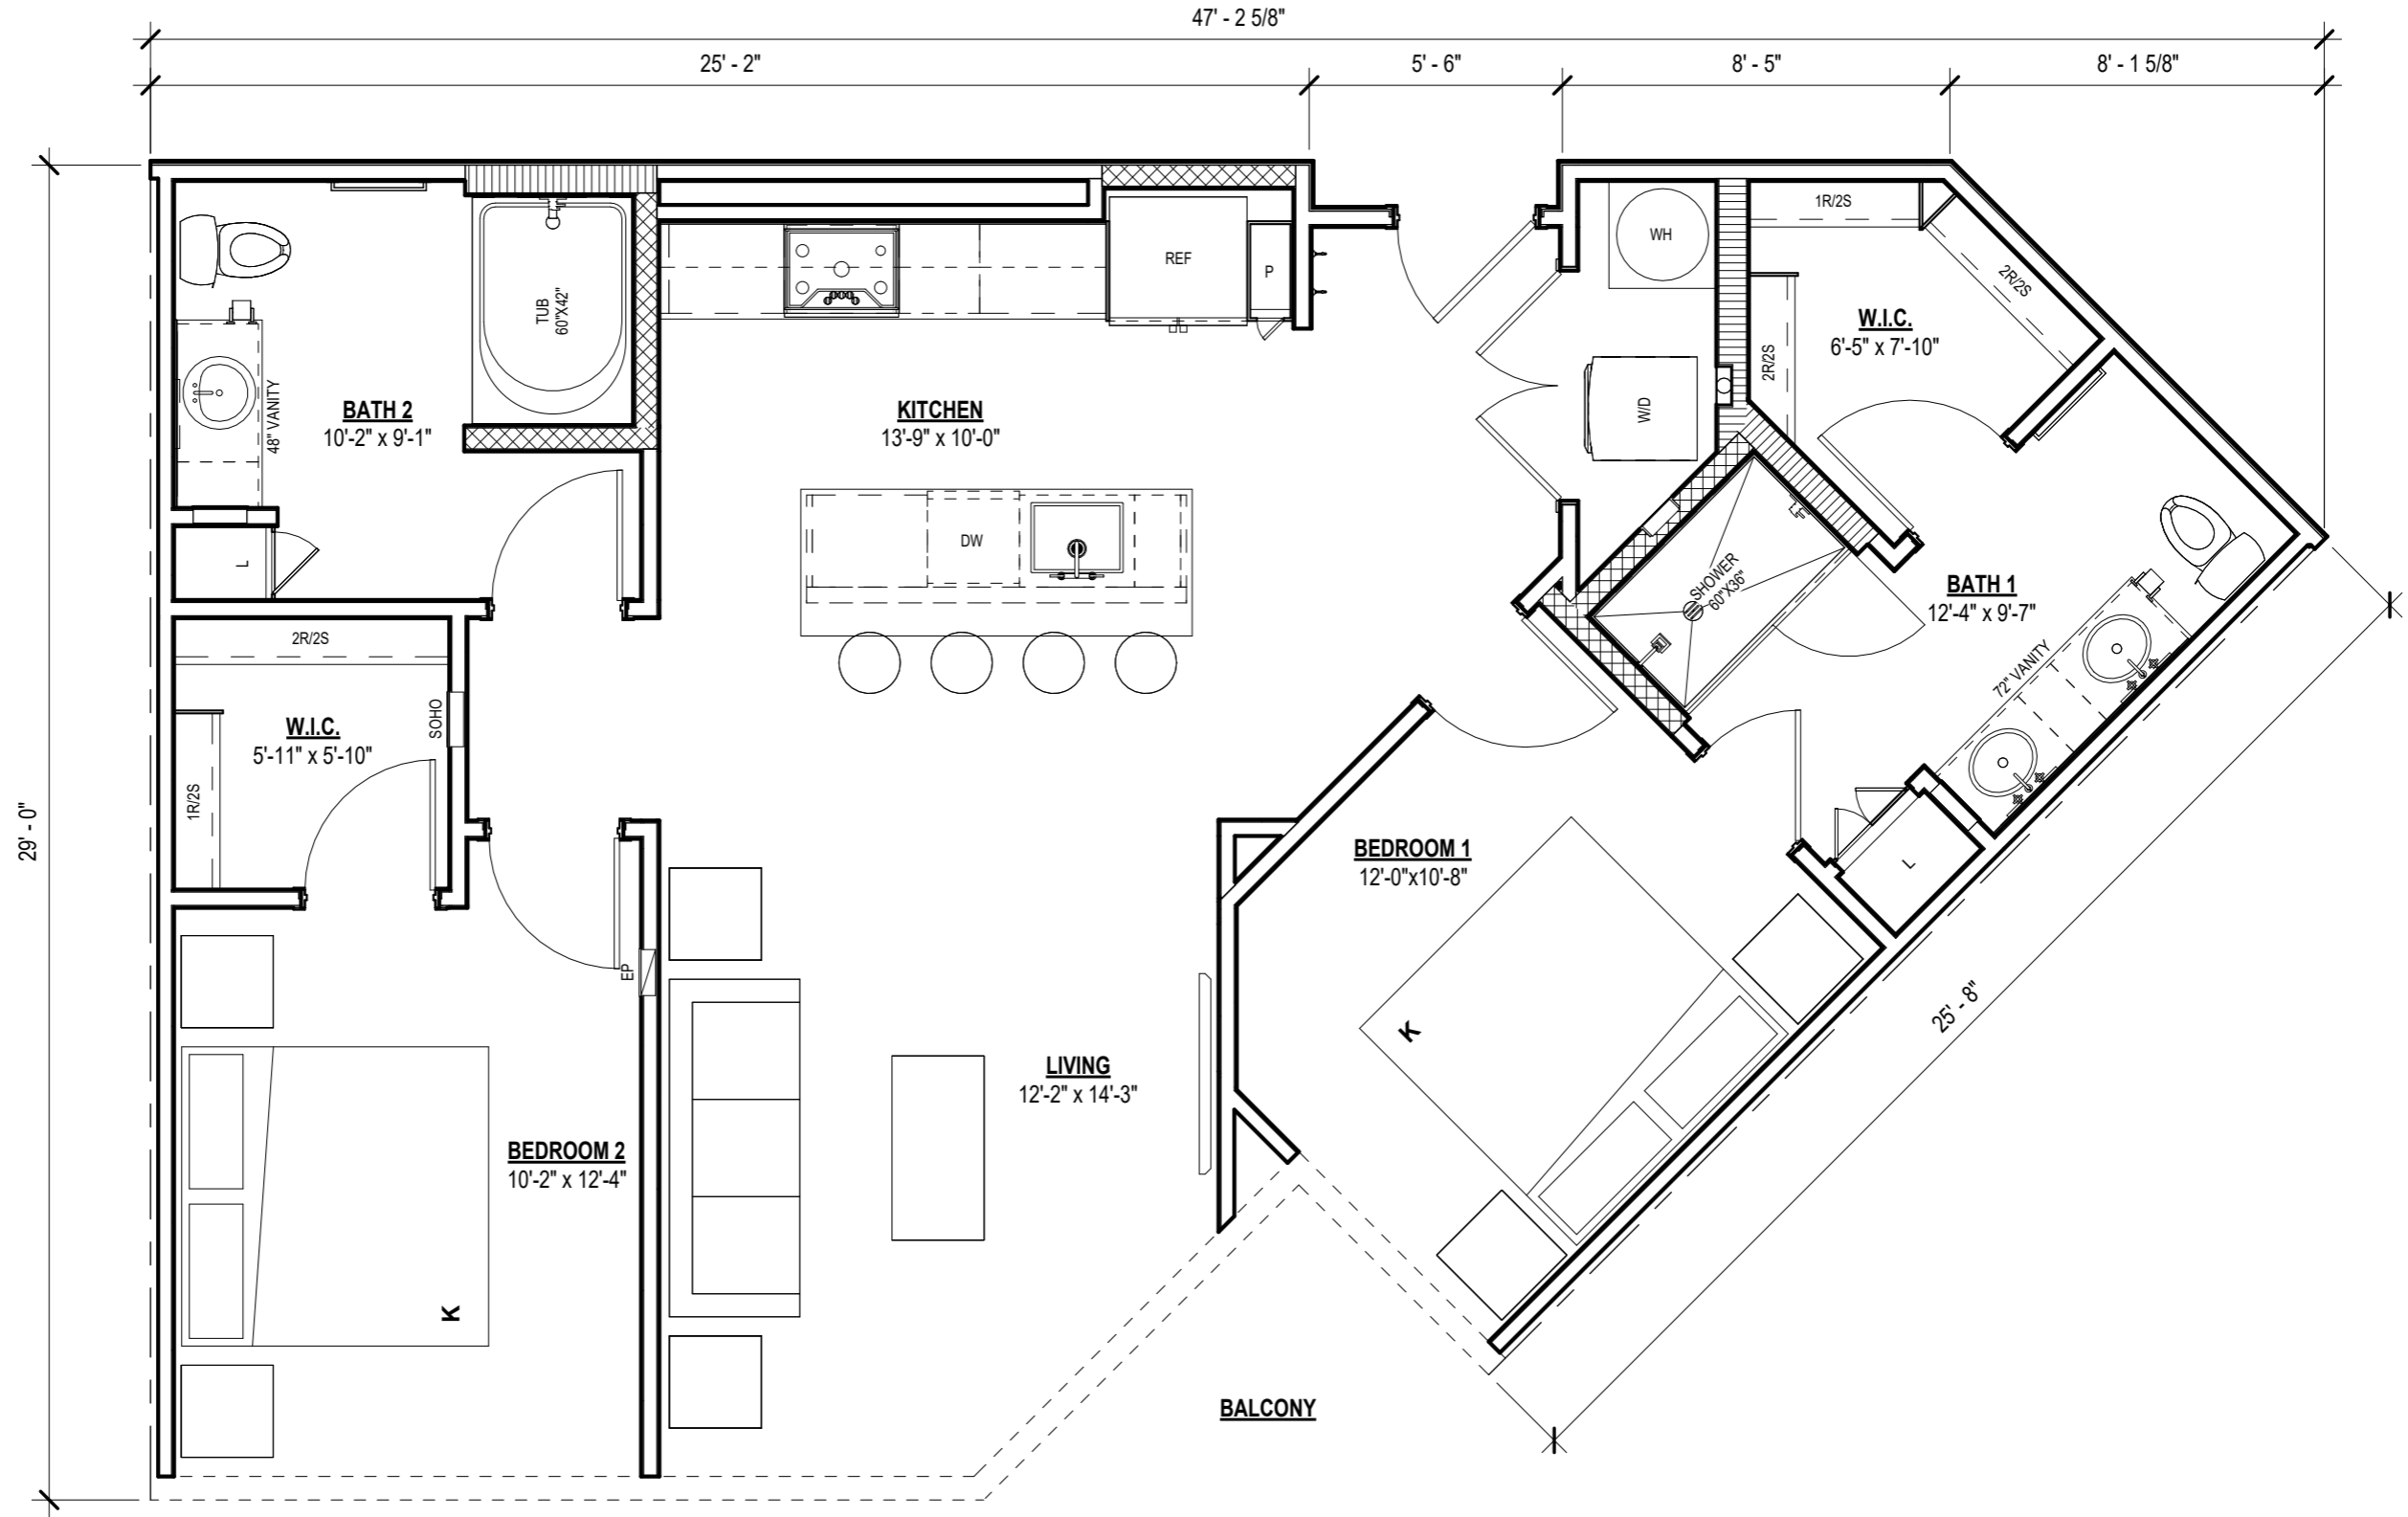 47' - 2 5/8"
25' - 2"
5' - 6"
8' - 5"
8' - 1 5/8"
29' - 0"
25' - 8"
BATH 2
10'-2" x 9'-1"
TUB
60"X42"
48" VANITY
L
KITCHEN
13'-9" x 10'-0"
REF
P
DW
WH
W/D
1R/2S
2R/2S
2R/2S
W.I.C.
6'-5" x 7'-10"
SHOWER
60"X36"
BATH 1
12'-4" x 9'-7"
72" VANITY
L
2R/2S
1R/2S
W.I.C.
5'-11" x 5'-10"
SOHO
EP
BEDROOM 1
12'-0"x10'-8"
K
LIVING
12'-2" x 14'-3"
BEDROOM 2
10'-2" x 12'-4"
K
BALCONY